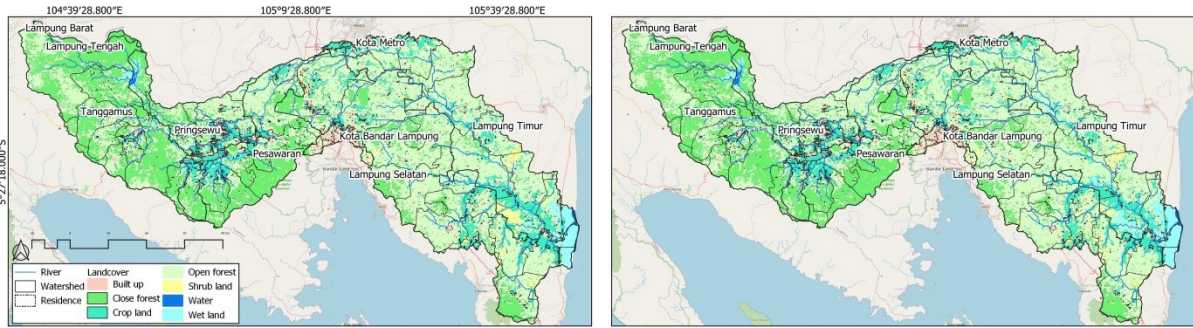 104°39'28.800"E 105°9'28.800"E 105°39'28.800"E
Lampung Barat
Lampung Tengah
Kota Metro
Tanggamus
Pringsewu
Lampung Timur
Kota Bandar Lampung
Pesawaran
Lampung Selatan
5°27'18.000"S
River
Watershed
Residence
Landcover
Built up
Close forest
Crop land
Open forest
Shrub land
Water
Wet land
Lampung Barat
Lampung Tengah
Kota Metro
Tanggamus
Pringsewu
Lampung Timur
Kota Bandar Lampung
Pesawaran
Lampung Selatan